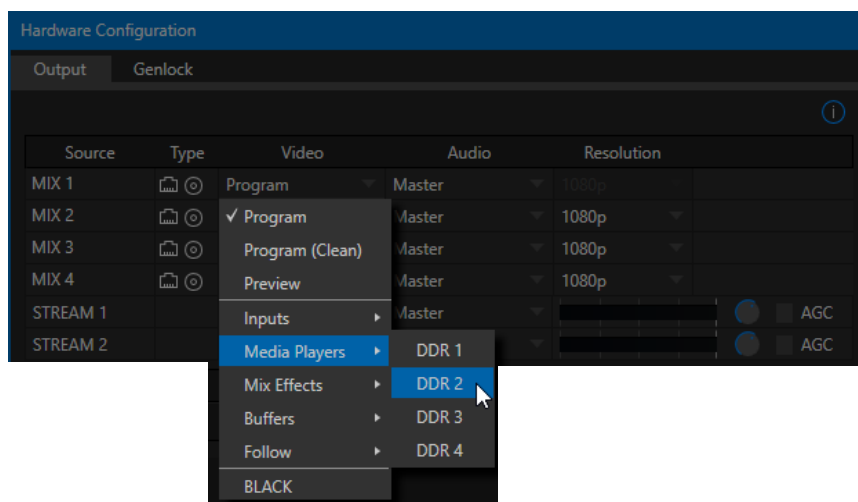 Hardware Configuration
Output Genlock
Source Type Video Audio Resolution
MIX 1 Program Master 1080p
MIX 2 ✓ Program Master 1080p
MIX 3 Program (Clean) Master 1080p
MIX 4 Preview Master 1080p
STREAM 1 Inputs Master AGC
STREAM 2 Media Players DDR 1 AGC
Mix Effects DDR 2
Buffers DDR 3
Follow DDR 4
BLACK